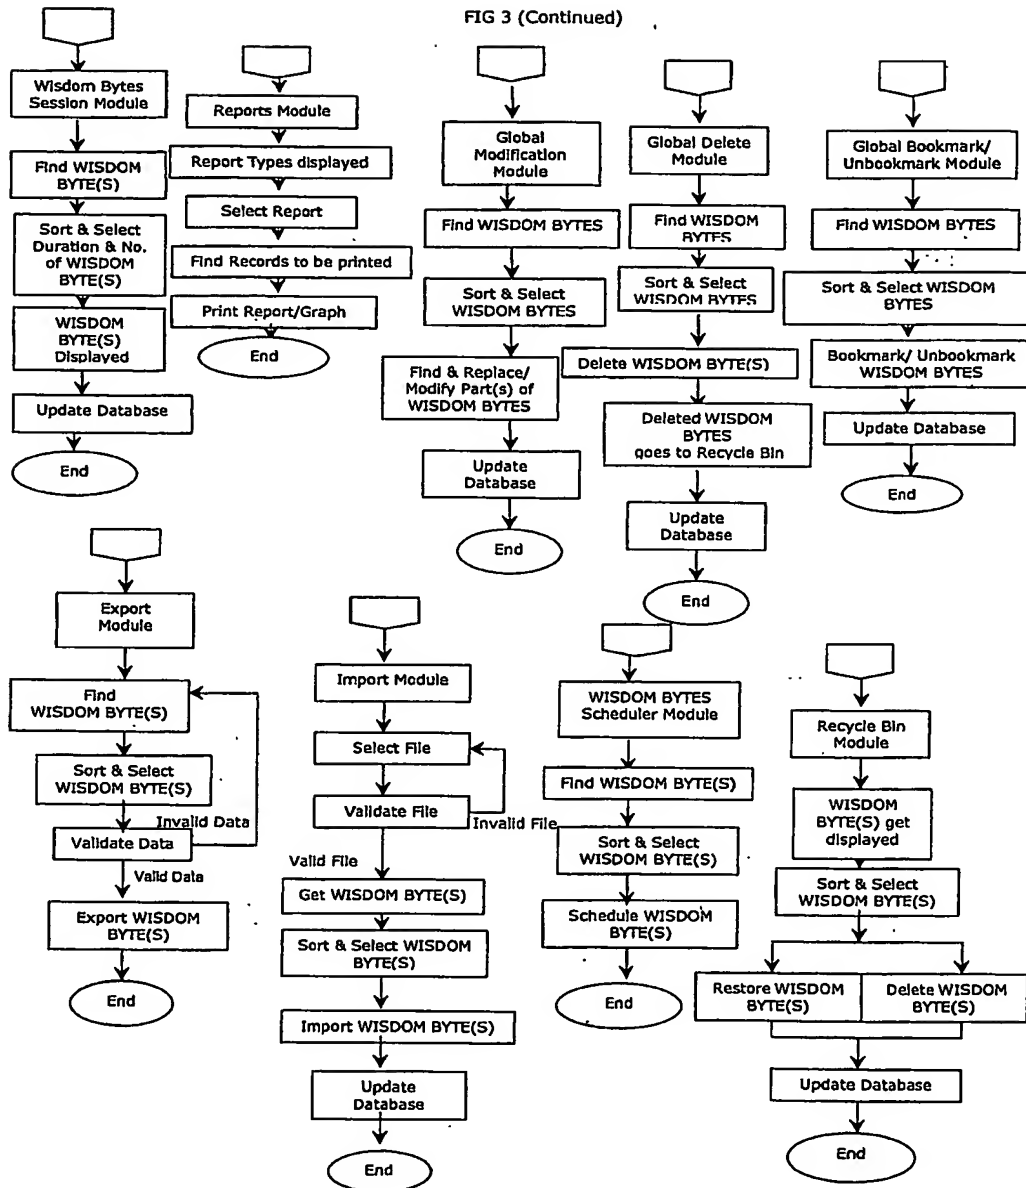 FIG 3 (Continued)
Wisdom Bytes
Session Module
Find WISDOM
BYTE(S)
Sort & Select
Duration & No.
of WISDOM
BYTE(S)
WISDOM
BYTE(S)
Displayed
Update Database
End
Reports Module
Report Types displayed
Select Report
Find Records to be printed
Print Report/Graph
End
Global
Modification
Module
Find WISDOM BYTES
Sort & Select
WISDOM BYTES
Find & Replace/
Modify Part(s) of
WISDOM BYTES
Update
Database
End
Global Delete
Module
Find WISDOM
BYTES
Sort & Select
WISDOM BYTES
Delete WISDOM BYTE(S)
Deleted WISDOM
BYTES
goes to Recycle Bin
Update
Database
End
Global Bookmark/
Unbookmark Module
Find WISDOM BYTES
Sort & Select WISDOM
BYTES
Bookmark/ Unbookmark
WISDOM BYTES
Update Database
End
Export
Module
Find
WISDOM BYTE(S)
Sort & Select
WISDOM BYTE(S)
Invalid Data
Validate Data
Valid Data
Export WISDOM
BYTE(S)
End
Import Module
Select File
Validate File
Invalid File
Valid File
Get WISDOM BYTE(S)
Sort & Select WISDOM
BYTE(S)
Import WISDOM BYTE(S)
Update
Database
End
WISDOM BYTES
Scheduler Module
Find WISDOM BYTE(S)
Sort & Select
WISDOM BYTE(S)
Schedule WISDOM
BYTE(S)
End
Recycle Bin
Module
WISDOM
BYTE(S) get
displayed
Sort & Select
WISDOM BYTE(S)
Restore WISDOM
BYTE(S)
Delete WISDOM
BYTE(S)
Update Database
End